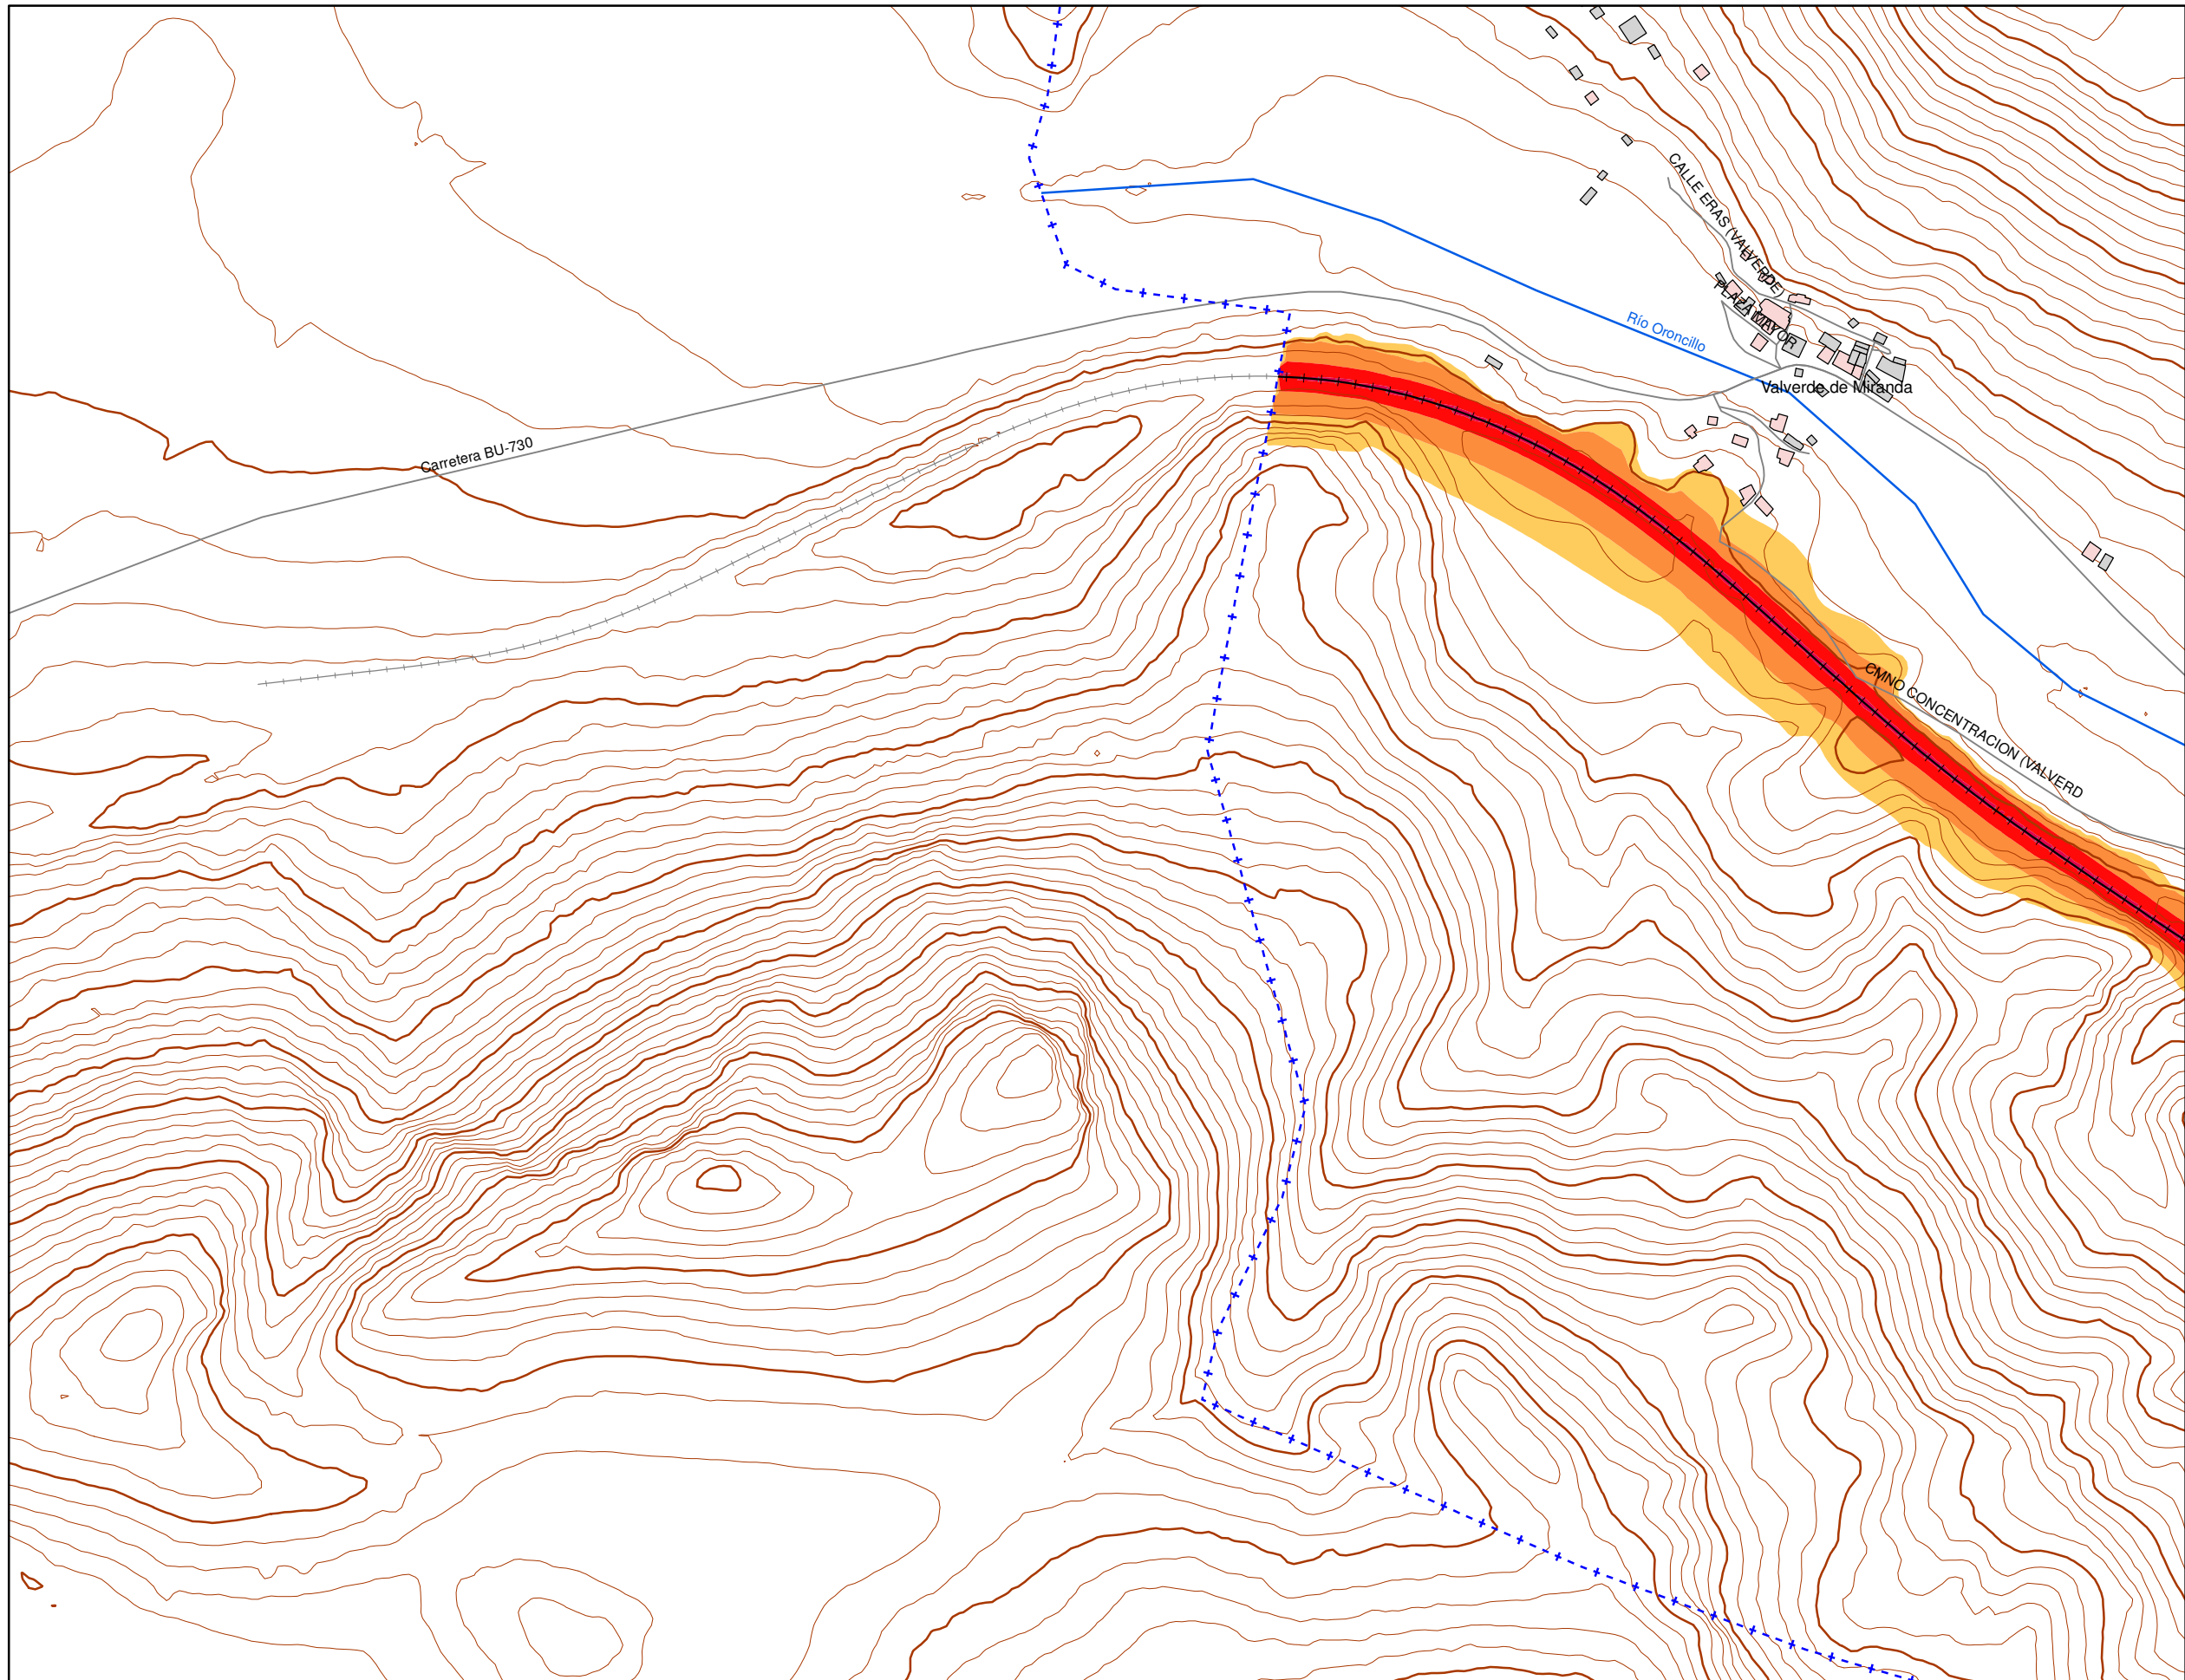 CALLE ERAS (VALVERDE)
PLAZA MAYOR
Río Oroncillo
Valverde de Miranda
Carretera BU-730
CMNO CONCENTRACION (VALVERD